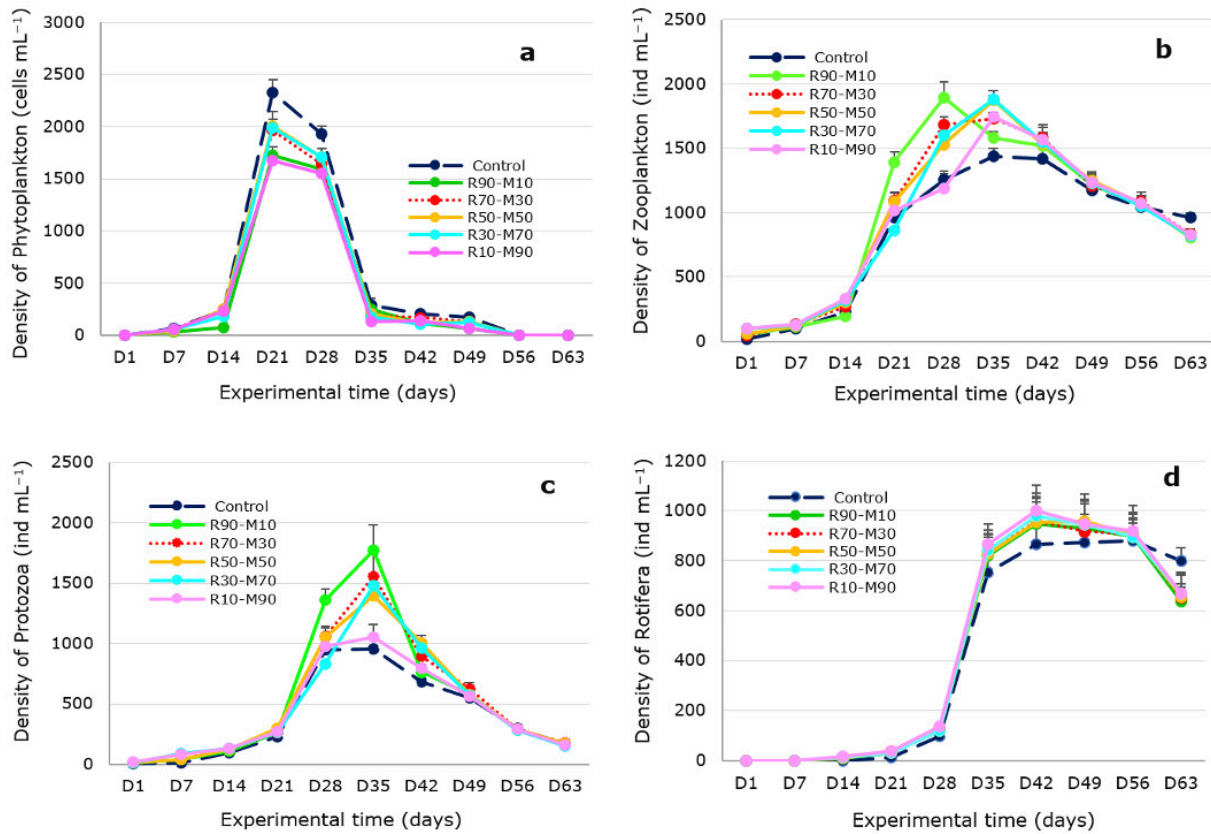 a
Density of Phytoplankton (cells mL⁻¹)
3000
2500
2000
1500
1000
500
0
Control
R90-M10
R70-M30
R50-M50
R30-M70
R10-M90
D1 D7 D14 D21 D28 D35 D42 D49 D56 D63
Experimental time (days)
b
Density of Zooplankton (ind mL⁻¹)
2500
2000
1500
1000
500
0
Control
R90-M10
R70-M30
R50-M50
R30-M70
R10-M90
D1 D7 D14 D21 D28 D35 D42 D49 D56 D63
Experimental time (days)
c
Density of Protozoa (ind mL⁻¹)
2500
2000
1500
1000
500
0
Control
R90-M10
R70-M30
R50-M50
R30-M70
R10-M90
D1 D7 D14 D21 D28 D35 D42 D49 D56 D63
Experimental time (days)
d
Density of Rotifera (ind mL⁻¹)
1200
1000
800
600
400
200
0
Control
R90-M10
R70-M30
R50-M50
R30-M70
R10-M90
D1 D7 D14 D21 D28 D35 D42 D49 D56 D63
Experimental time (days)